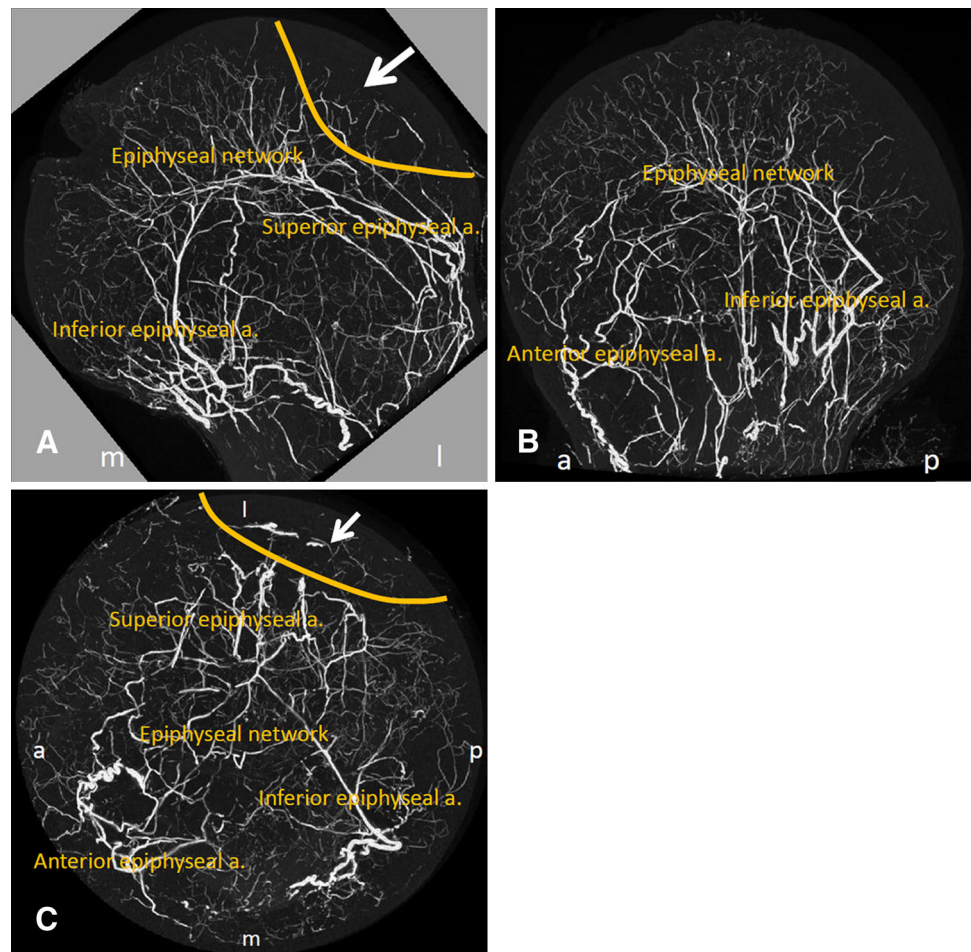 Epiphyseal network
Superior epiphyseal a.
Inferior epiphyseal a.
A
m
l
Epiphyseal network
Inferior epiphyseal a.
Anterior epiphyseal a.
B
a
p
l
Superior epiphyseal a.
Epiphyseal network
a
p
Inferior epiphyseal a.
Anterior epiphyseal a.
C
m